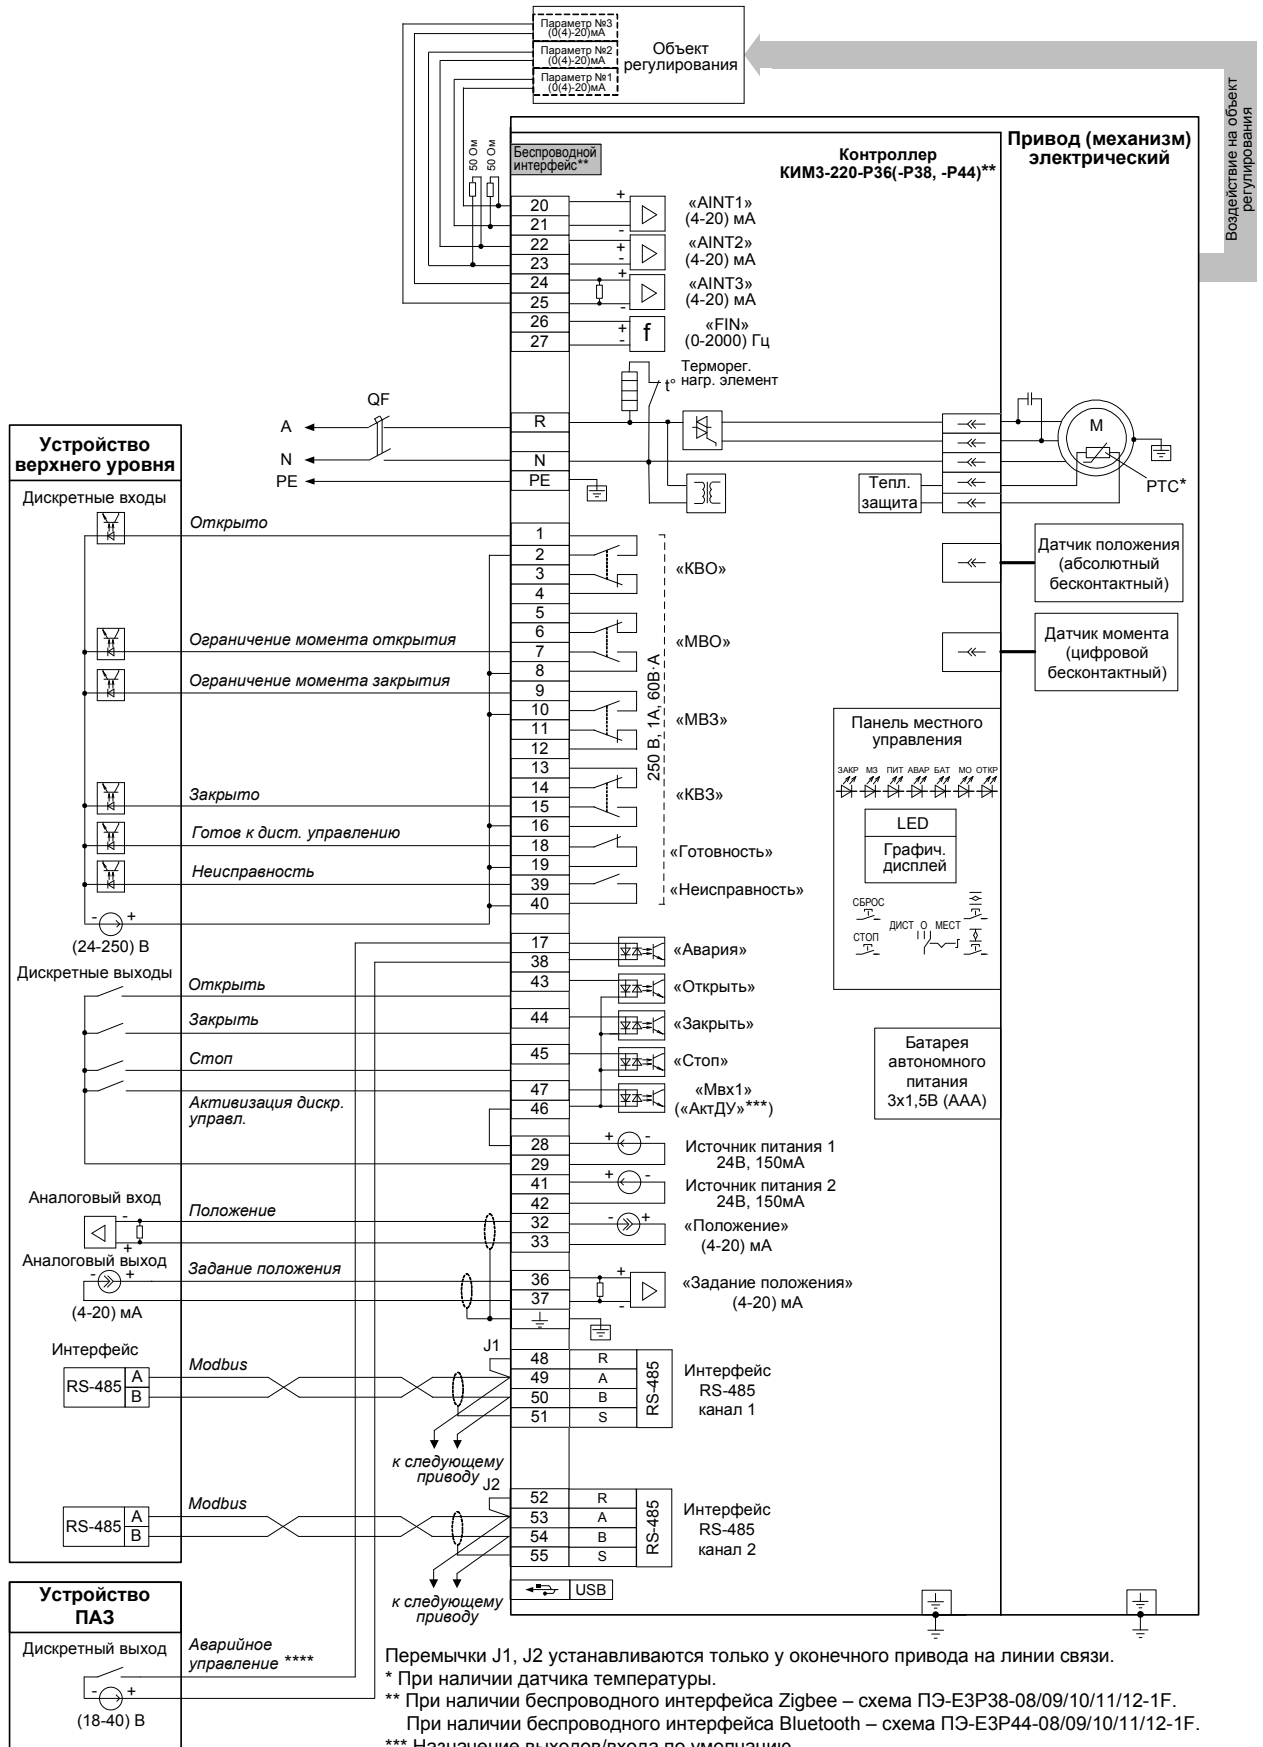 Параметр №3
(0(4)-20)мА
Параметр №2
(0(4)-20)мА
Параметр №1
(0(4)-20)мА
Объект
регулирования
Воздействие на объект
регулирования
50 Ом
50 Ом
Беспроводной
интерфейс**
Контроллер
КИМ3-220-Р36(-Р38, -Р44)**
Привод (механизм)
электрический
20
21
22
23
24
25
26
27
+
-
«AINT1»
(4-20) мА
+
-
«AINT2»
(4-20) мА
+
-
«AINT3»
(4-20) мА
+
-
f
«FIN»
(0-2000) Гц
Терморег.
нагр. элемент
t°
QF
A
N
PE
R
N
PE
Тепл.
защита
M
PTC*
Устройство
верхнего уровня
Дискретные входы
Открыто
1
2
3
4
«КВО»
Датчик положения
(абсолютный
бесконтактный)
Ограничение момента открытия
5
6
7
8
«МВО»
Датчик момента
(цифровой
бесконтактный)
Ограничение момента закрытия
9
10
11
12
«МВЗ»
250 В, 1А, 60В·А
Закрыто
13
14
15
16
«КВЗ»
Готов к дист. управлению
18
19
«Готовность»
Неисправность
39
40
«Неисправность»
- +
(24-250) В
Панель местного
управления
ЗАКР МЗ ПИТ АВАР БАТ МО ОТКР
LED
Графич.
дисплей
СБРОС
СТОП
ДИСТ О МЕСТ
Дискретные выходы
17
38
«Авария»
Открыть
43
«Открыть»
Закрыть
44
«Закрыть»
Стоп
45
«Стоп»
Активизация дискр.
управл.
47
46
«Мвх1»
(«АктДУ»***)
Батарея
автономного
питания
3х1,5В (ААА)
28
29
+ -
Источник питания 1
24В, 150мА
41
42
+ -
Источник питания 2
24В, 150мА
Аналоговый вход
-
+
Положение
32
33
- +
«Положение»
(4-20) мА
Аналоговый выход
- +
(4-20) мА
Задание положения
36
37
+
-
«Задание положения»
(4-20) мА
Интерфейс
RS-485
A
B
Modbus
J1
48 R
49 A
50 B
51 S
RS-485
Интерфейс
RS-485
канал 1
к следующему
приводу
RS-485
A
B
Modbus
J2
52 R
53 A
54 B
55 S
RS-485
Интерфейс
RS-485
канал 2
к следующему
приводу
USB
Устройство
ПАЗ
Дискретный выход
- +
(18-40) В
Аварийное
управление ****
Перемычки J1, J2 устанавливаются только у оконечного привода на линии связи.
* При наличии датчика температуры.
** При наличии беспроводного интерфейса Zigbee – схема ПЭ-Е3Р38-08/09/10/11/12-1F.
При наличии беспроводного интерфейса Bluetooth – схема ПЭ-Е3Р44-08/09/10/11/12-1F.
*** Назначение выходов/входа по умолчанию